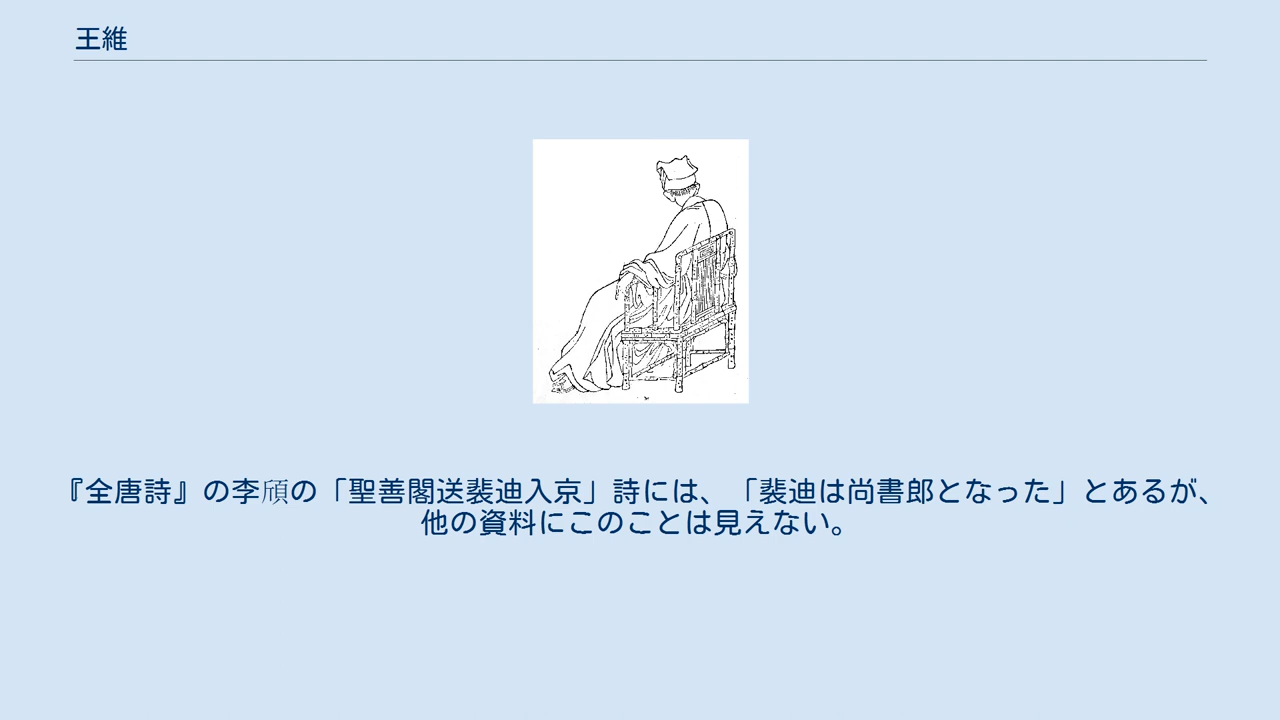 王維
『全唐詩』の李頎の「聖善閣送裴迪入京」詩には、「裴迪は尚書郎となった」とあるが、
他の資料にこのことは見えない。